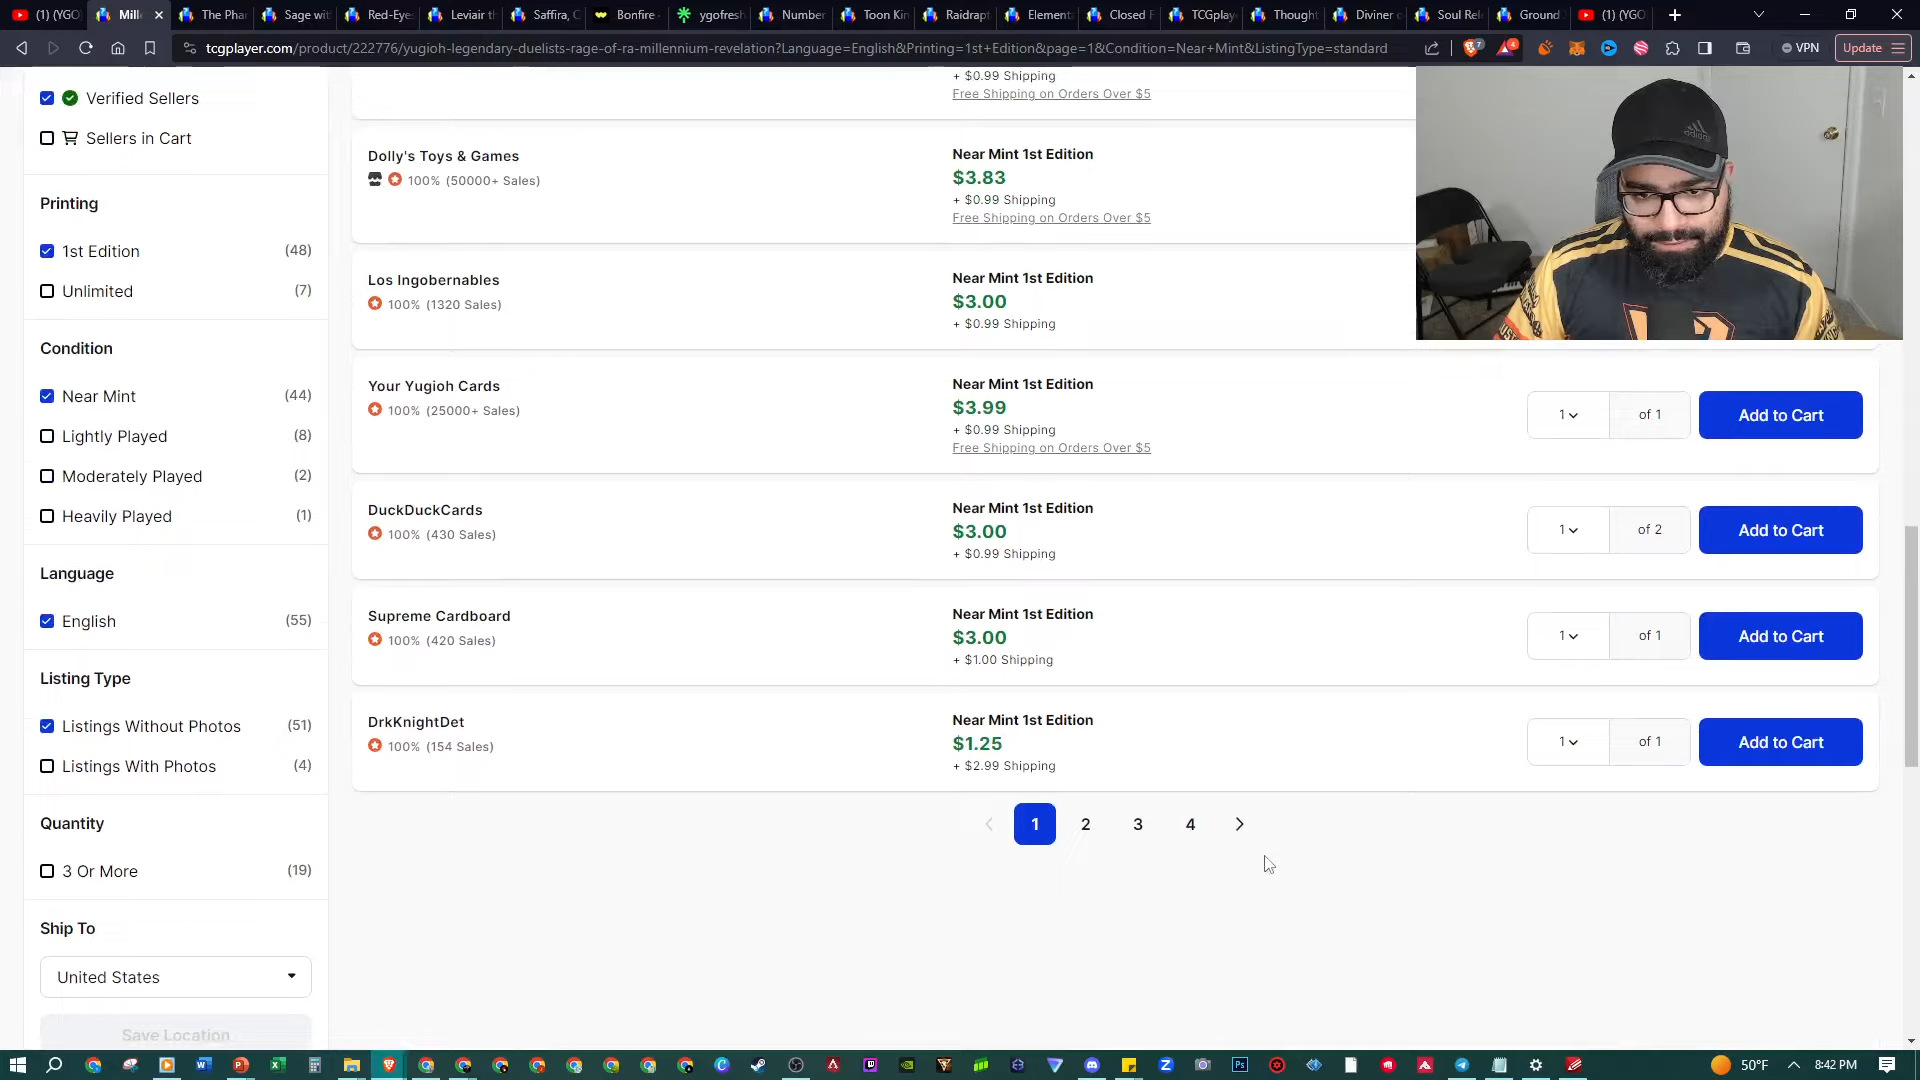 (1) (YGO
Mill
The Phar
Sage wit
Red-Eye
Leviair t
Saffira, C
Bonfire
ygofresh
Number
Toon Kin
Raidrapt
Element
Closed F
TCGplay
Thought
Diviner o
Soul Rel
Ground
(1) (YGO
tcgplayer.com/product/222776/yugioh-legendary-duelists-rage-of-ra-millennium-revelation?Language=English&Printing=1st+Edition&page=1&Condition=Near+Mint&ListingType=standard
7
4
VPN
Update
Verified Sellers
Sellers in Cart
Printing
1st Edition (48)
Unlimited (7)
Condition
Near Mint (44)
Lightly Played (8)
Moderately Played (2)
Heavily Played (1)
Language
English (55)
Listing Type
Listings Without Photos (51)
Listings With Photos (4)
Quantity
3 Or More (19)
Ship To
United States
Save Location
+ $0.99 Shipping
Free Shipping on Orders Over $5
Dolly's Toys & Games
100% (50000+ Sales)
Near Mint 1st Edition
$3.83
+ $0.99 Shipping
Free Shipping on Orders Over $5
Los Ingobernables
100% (1320 Sales)
Near Mint 1st Edition
$3.00
+ $0.99 Shipping
Your Yugioh Cards
100% (25000+ Sales)
Near Mint 1st Edition
$3.99
+ $0.99 Shipping
Free Shipping on Orders Over $5
1 of 1 Add to Cart
DuckDuckCards
100% (430 Sales)
Near Mint 1st Edition
$3.00
+ $0.99 Shipping
1 of 2 Add to Cart
Supreme Cardboard
100% (420 Sales)
Near Mint 1st Edition
$3.00
+ $1.00 Shipping
1 of 1 Add to Cart
DrkKnightDet
100% (154 Sales)
Near Mint 1st Edition
$1.25
+ $2.99 Shipping
1 of 1 Add to Cart
1 2 3 4
adidas
50°F
8:42 PM